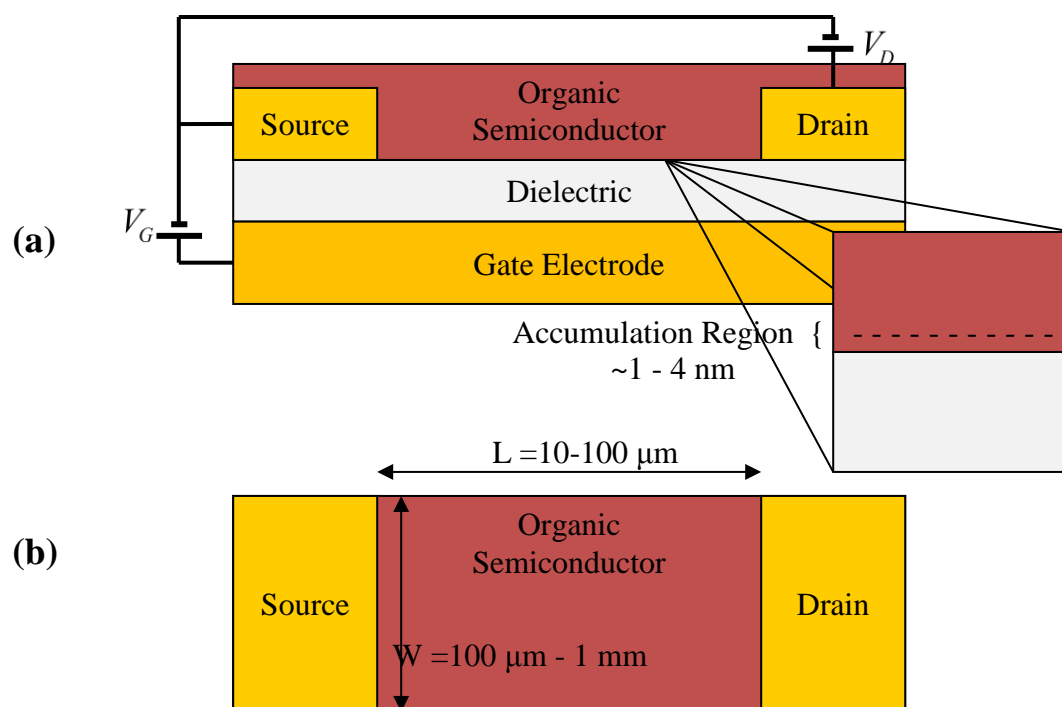 V_D
Organic
Semiconductor
Source
Drain
Dielectric
V_G
(a)
Gate Electrode
Accumulation Region {
~1 - 4 nm
L =10-100 μm
(b)
Organic
Semiconductor
Source
Drain
W =100 μm - 1 mm